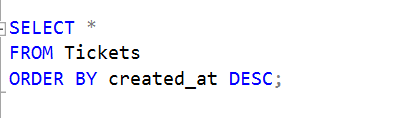 SELECT *
FROM Tickets
ORDER BY created_at DESC;